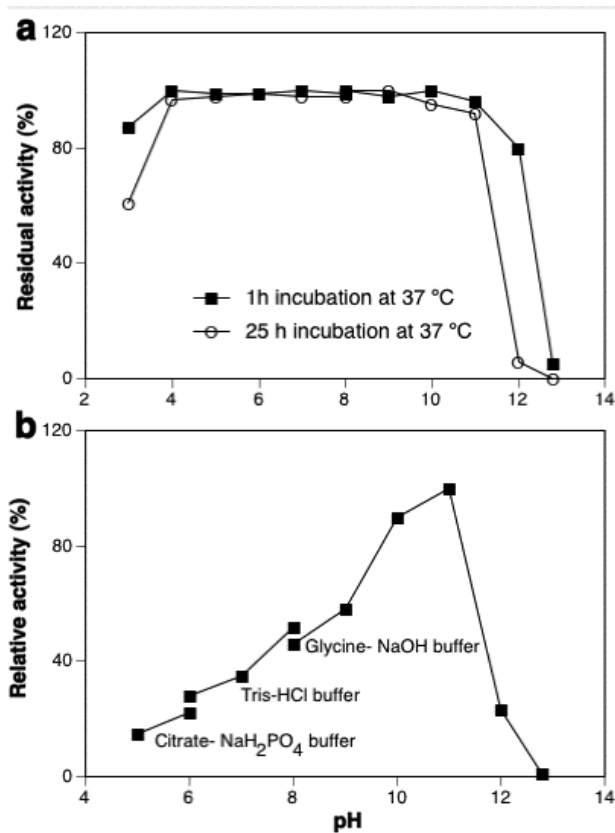 a
120
80
40
0
Residual activity (%)
1h incubation at 37 °C
25 h incubation at 37 °C
2 4 6 8 10 12 14
b
120
80
40
0
Relative activity (%)
Glycine- NaOH buffer
Tris-HCl buffer
Citrate- NaH2PO4 buffer
4 6 8 10 12 14
pH